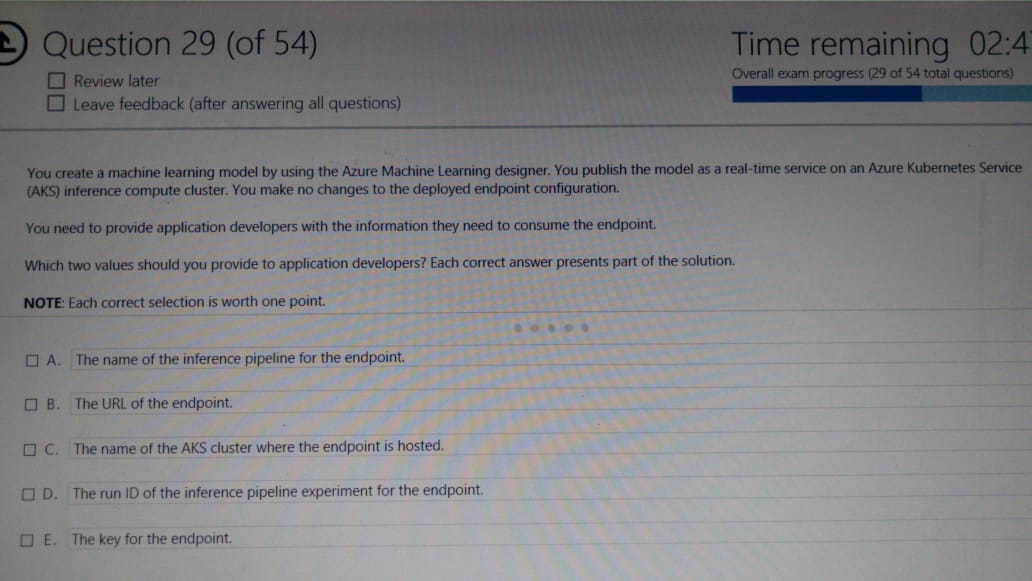 Question 29 (of 54)
Time remaining 02:4
Review later
Overall exam progress (29 of 54 total questions)
Leave feedback (after answering all questions)
You create a machine learning model by using the Azure Machine Learning designer. You publish the model as a real-time service on an Azure Kubernetes Service
(AKS) inference compute cluster. You make no changes to the deployed endpoint configuration.
You need to provide application developers with the information they need to consume the endpoint.
Which two values should you provide to application developers? Each correct answer presents part of the solution.
NOTE: Each correct selection is worth one point.
A. The name of the inference pipeline for the endpoint.
B. The URL of the endpoint.
C. The name of the AKS cluster where the endpoint is hosted.
D. The run ID of the inference pipeline experiment for the endpoint.
E. The key for the endpoint.